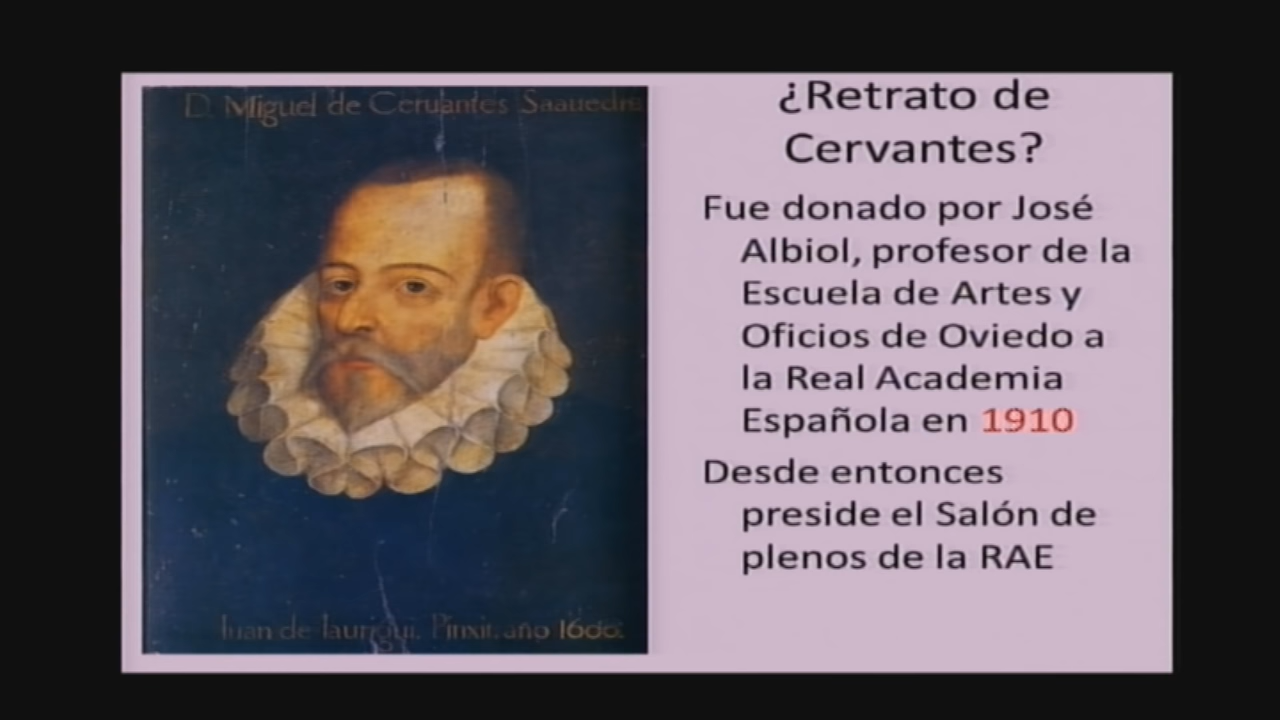 D. Miguel de Ceruantes Saauedra
Iuan de Iaurigui. Pinxit. año 1600.
¿Retrato de
Cervantes?
Fue donado por José
Albiol, profesor de la
Escuela de Artes y
Oficios de Oviedo a
la Real Academia
Española en 1910
Desde entonces
preside el Salón de
plenos de la RAE